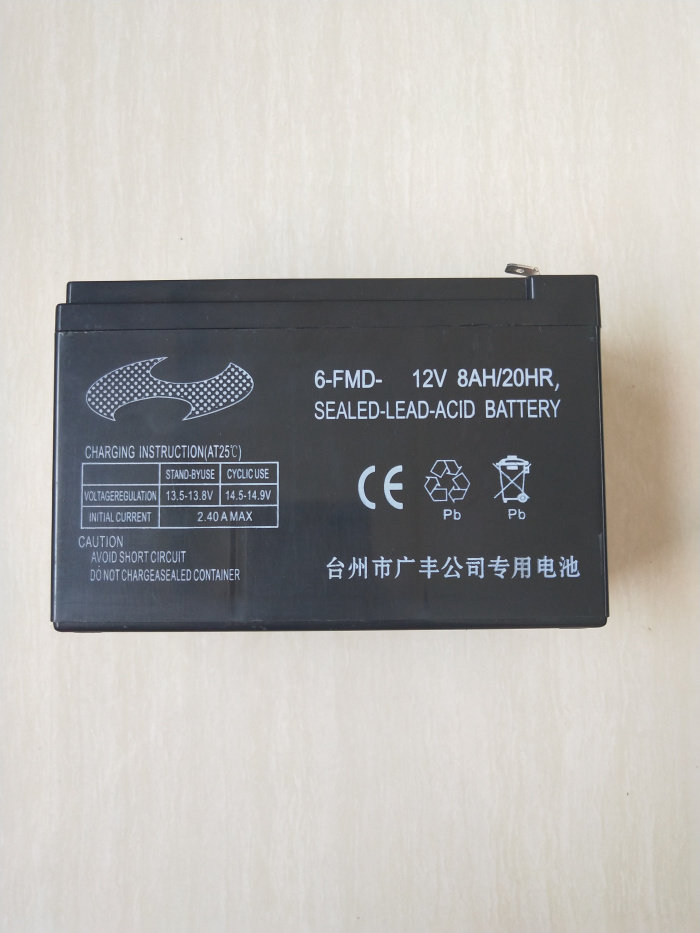 6-FMD- 12V 8AH/20HR,
SEALED-LEAD-ACID BATTERY
CHARGING INSTRUCTION(AT25℃)
STAND-BYUSE CYCLIC USE
VOLTAGEREGULATION 13.5-13.8V 14.5-14.9V
INITIAL CURRENT 2.40 A MAX
CAUTION
AVOID SHORT CIRCUIT
DO NOT CHARGEASEALED CONTAINER
CE
Pb Pb
台州市广丰公司专用电池